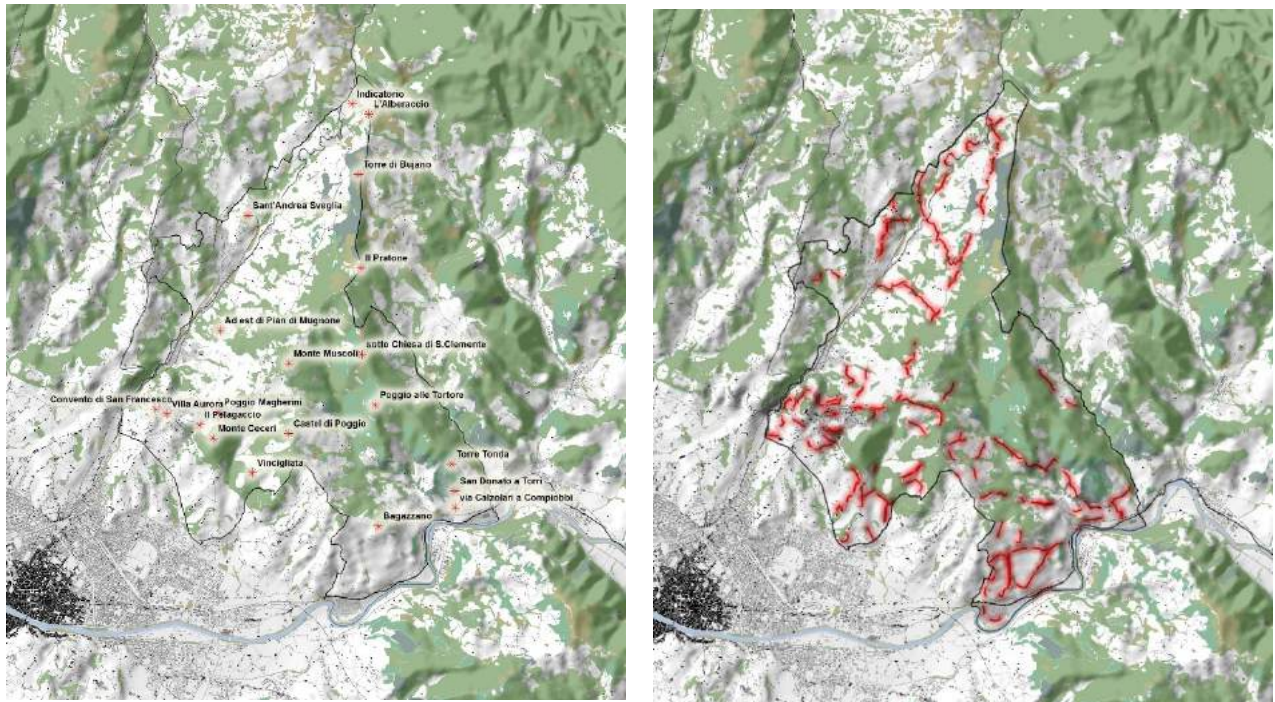 Indicatorio
L'Alberaccio
Torre di Bujano
Sant'Andrea Sveglia
Il Pratone
Ad est di Pian di Mugnone
sotto Chiesa di S.Clemente
Monte Muscoli
Poggio alle Tortore
Convento di San Francesco
Villa Aurora
Poggio Magherini
Il Pelagaccio
Monte Ceceri
Castel di Poggio
Vincigliata
Torre Tonda
San Donato a Torri
via Calzolari a Compiobbi
Bagazzano